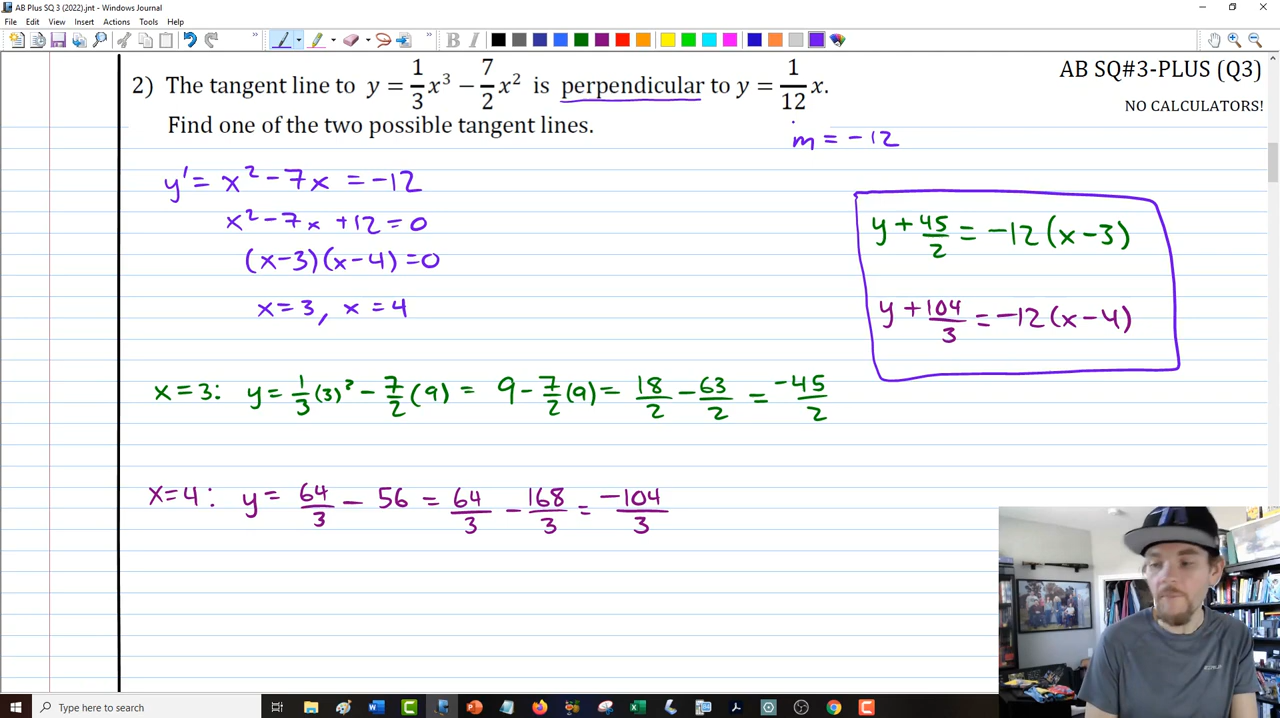 AB Plus SQ 3 (2022).jnt - Windows Journal
File Edit View Insert Actions Tools Help
B I
AB SQ#3-PLUS (Q3)
NO CALCULATORS!
2) The tangent line to y = 1/3 x³ − 7/2 x² is perpendicular to y = 1/12 x.
Find one of the two possible tangent lines.
m = -12
y' = x² - 7x = -12
x² - 7x + 12 = 0
(x-3)(x-4) = 0
x = 3, x = 4
y + 45/2 = -12(x-3)
y + 104/3 = -12(x-4)
x = 3: y = 1/3 (3)³ - 7/2 (9) = 9 - 7/2 (9) = 18/2 - 63/2 = -45/2
x = 4: y = 64/3 - 56 = 64/3 - 168/3 = -104/3
Type here to search